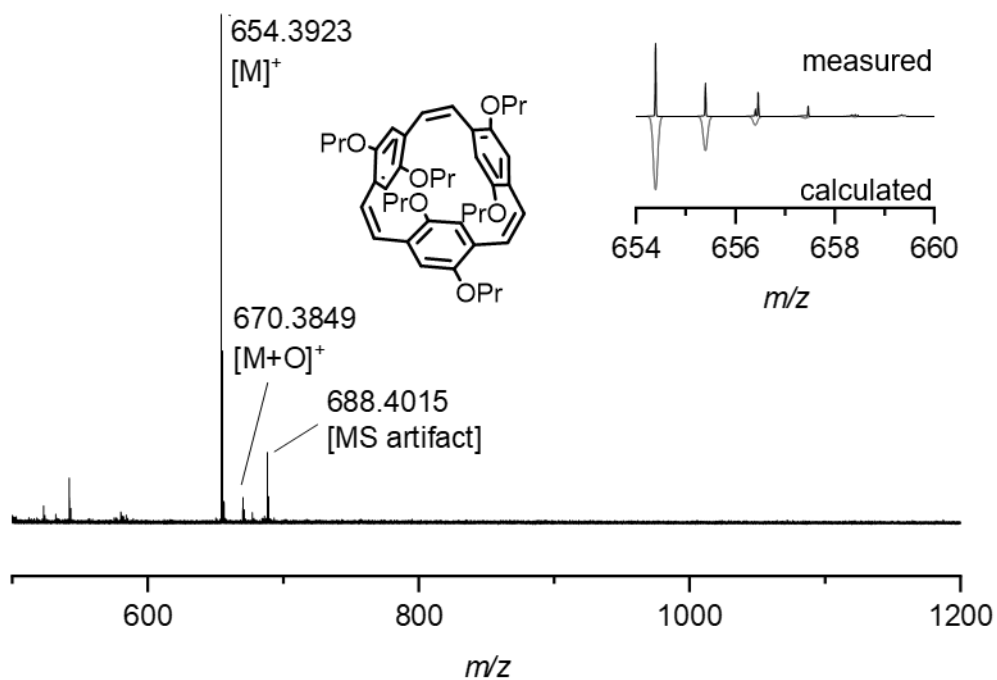 654.3923
[M]⁺
670.3849
[M+O]⁺
688.4015
[MS artifact]
OPr
PrO
OPr
PrO
PrO
OPr
measured
calculated
654 656 658 660
m/z
600 800 1000 1200
m/z